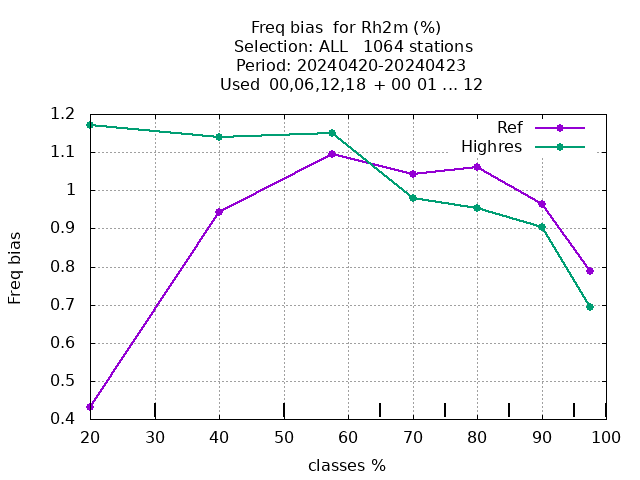 Freq bias  for Rh2m (%)
Selection: ALL   1064 stations
Period: 20240420-20240423
Used  00,06,12,18  + 00 01 ... 12
Ref
Highres
1.2
1.1
1
0.9
0.8
0.7
0.6
0.5
0.4
Freq bias
20 30 40 50 60 70 80 90 100
classes %